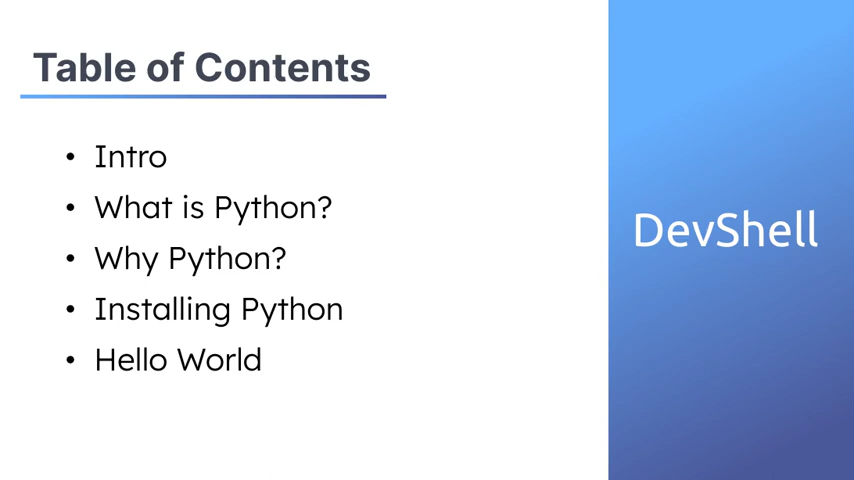 Table of Contents
• Intro
• What is Python?
• Why Python?
• Installing Python
• Hello World
DevShell